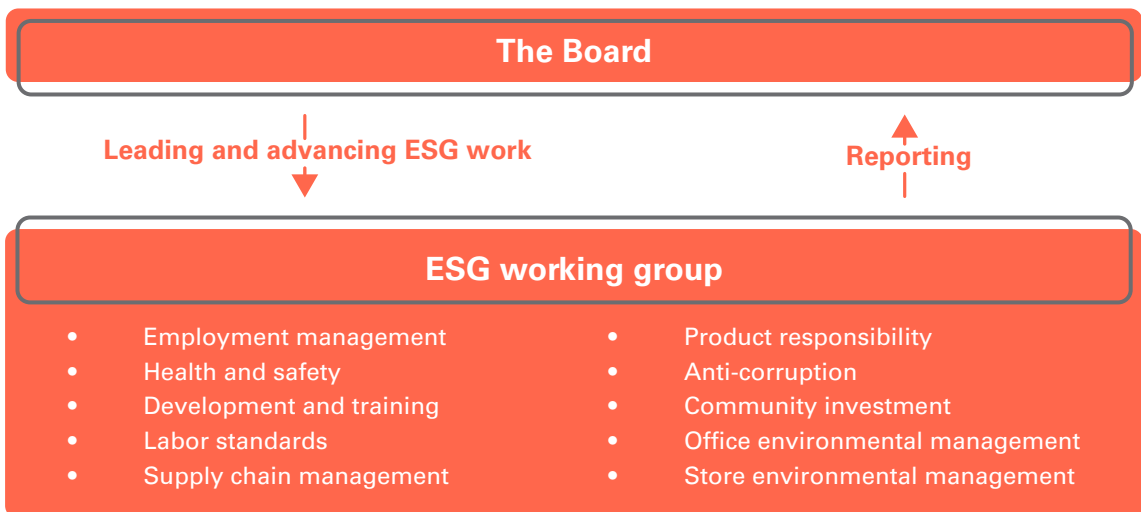 The Board
Leading and advancing ESG work
Reporting
ESG working group
• Employment management
• Health and safety
• Development and training
• Labor standards
• Supply chain management
• Product responsibility
• Anti-corruption
• Community investment
• Office environmental management
• Store environmental management